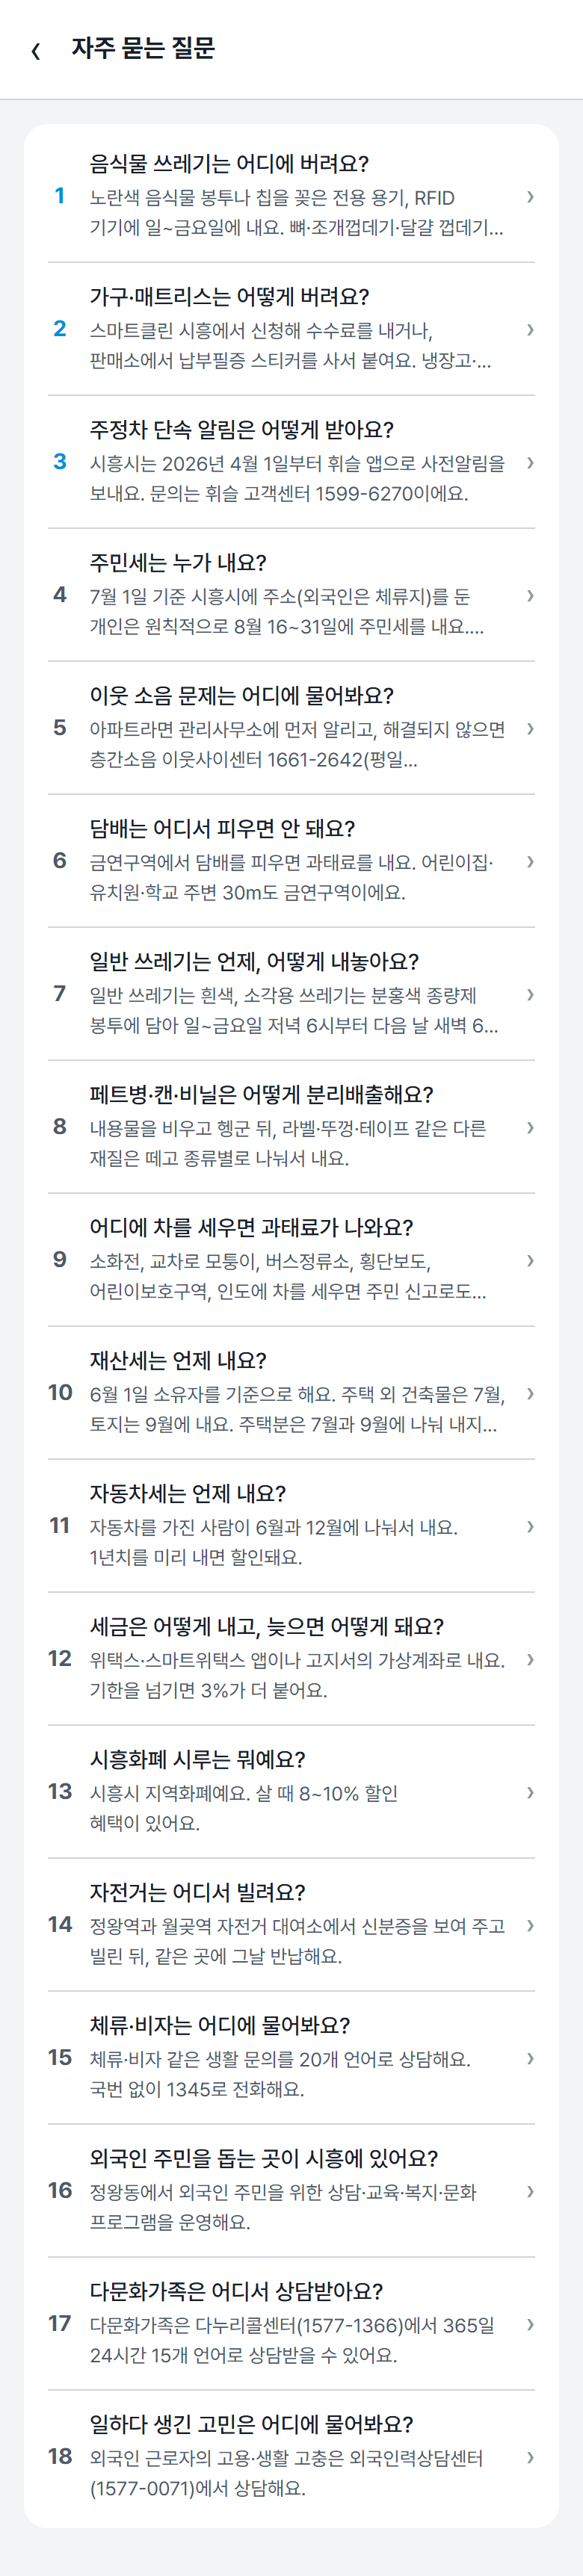 ‹ 자주 묻는 질문
음식물 쓰레기는 어디에 버려요?
1 노란색 음식물 봉투나 칩을 꽂은 전용 용기, RFID ›
기기에 일~금요일에 내요. 뼈·조개껍데기·달걀 껍데기...
가구·매트리스는 어떻게 버려요?
2 스마트클린 시흥에서 신청해 수수료를 내거나, ›
판매소에서 납부필증 스티커를 사서 붙여요. 냉장고·...
주정차 단속 알림은 어떻게 받아요?
3 시흥시는 2026년 4월 1일부터 휘슬 앱으로 사전알림을 ›
보내요. 문의는 휘슬 고객센터 1599-6270이에요.
주민세는 누가 내요?
4 7월 1일 기준 시흥시에 주소(외국인은 체류지)를 둔 ›
개인은 원칙적으로 8월 16~31일에 주민세를 내요....
이웃 소음 문제는 어디에 물어봐요?
5 아파트라면 관리사무소에 먼저 알리고, 해결되지 않으면 ›
층간소음 이웃사이센터 1661-2642(평일...
담배는 어디서 피우면 안 돼요?
6 금연구역에서 담배를 피우면 과태료를 내요. 어린이집· ›
유치원·학교 주변 30m도 금연구역이에요.
일반 쓰레기는 언제, 어떻게 내놓아요?
7 일반 쓰레기는 흰색, 소각용 쓰레기는 분홍색 종량제 ›
봉투에 담아 일~금요일 저녁 6시부터 다음 날 새벽 6...
페트병·캔·비닐은 어떻게 분리배출해요?
8 내용물을 비우고 헹군 뒤, 라벨·뚜껑·테이프 같은 다른 ›
재질은 떼고 종류별로 나눠서 내요.
어디에 차를 세우면 과태료가 나와요?
9 소화전, 교차로 모퉁이, 버스정류소, 횡단보도, ›
어린이보호구역, 인도에 차를 세우면 주민 신고로도...
재산세는 언제 내요?
10 6월 1일 소유자를 기준으로 해요. 주택 외 건축물은 7월, ›
토지는 9월에 내요. 주택분은 7월과 9월에 나눠 내지...
자동차세는 언제 내요?
11 자동차를 가진 사람이 6월과 12월에 나눠서 내요. ›
1년치를 미리 내면 할인돼요.
세금은 어떻게 내고, 늦으면 어떻게 돼요?
12 위택스·스마트위택스 앱이나 고지서의 가상계좌로 내요. ›
기한을 넘기면 3%가 더 붙어요.
시흥화폐 시루는 뭐예요?
13 시흥시 지역화폐예요. 살 때 8~10% 할인 ›
혜택이 있어요.
자전거는 어디서 빌려요?
14 정왕역과 월곶역 자전거 대여소에서 신분증을 보여 주고 ›
빌린 뒤, 같은 곳에 그날 반납해요.
체류·비자는 어디에 물어봐요?
15 체류·비자 같은 생활 문의를 20개 언어로 상담해요. ›
국번 없이 1345로 전화해요.
외국인 주민을 돕는 곳이 시흥에 있어요?
16 정왕동에서 외국인 주민을 위한 상담·교육·복지·문화 ›
프로그램을 운영해요.
다문화가족은 어디서 상담받아요?
17 다문화가족은 다누리콜센터(1577-1366)에서 365일 ›
24시간 15개 언어로 상담받을 수 있어요.
일하다 생긴 고민은 어디에 물어봐요?
18 외국인 근로자의 고용·생활 고충은 외국인력상담센터 ›
(1577-0071)에서 상담해요.